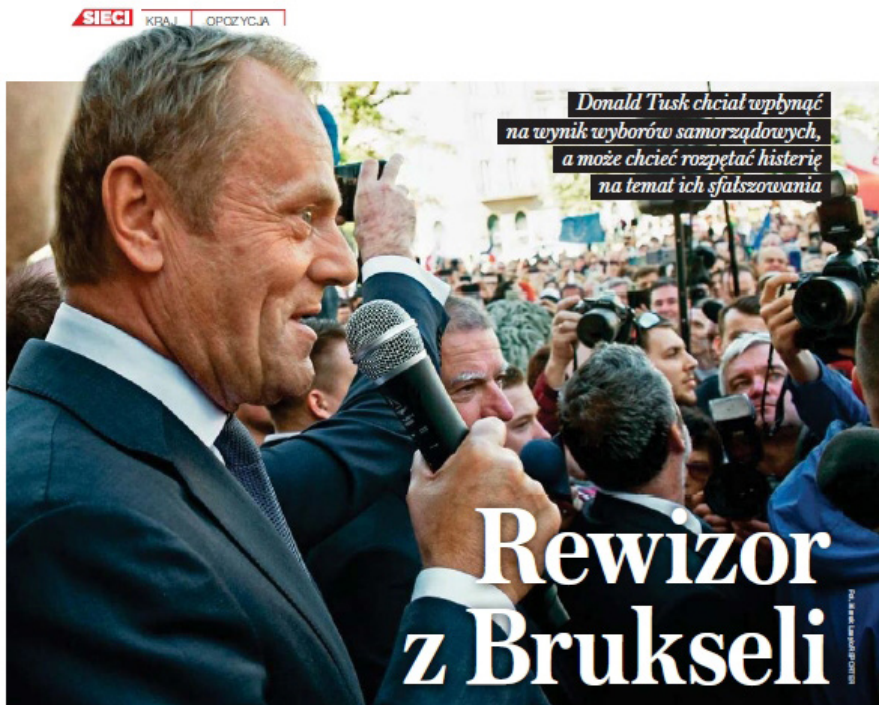 SIECI KRAJ OPOZYCJA
Donald Tusk chciał wpłynąć
na wynik wyborów samorządowych,
a może chcieć rozpętać histerię
na temat ich sfałszowania
Rewizor
z Brukseli